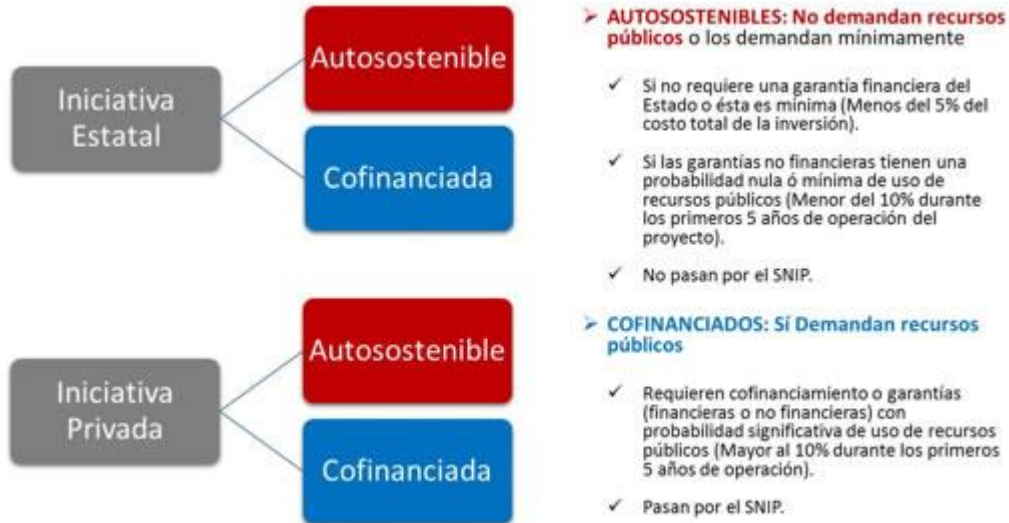 Iniciativa
Estatal
Autosostenible
Cofinanciada
Iniciativa
Privada
Autosostenible
Cofinanciada
➤ AUTOSOSTENIBLES: No demandan recursos
públicos o los demandan mínimamente
✓ Si no requiere una garantía financiera del
Estado o ésta es mínima (Menos del 5% del
costo total de la inversión).
✓ Si las garantías no financieras tienen una
probabilidad nula ó mínima de uso de
recursos públicos (Menor del 10% durante
los primeros 5 años de operación del
proyecto).
✓ No pasan por el SNIP.
➤ COFINANCIADOS: Sí Demandan recursos
públicos
✓ Requieren cofinanciamiento o garantías
(financieras o no financieras) con
probabilidad significativa de uso de recursos
públicos (Mayor al 10% durante los primeros
5 años de operación).
✓ Pasan por el SNIP.